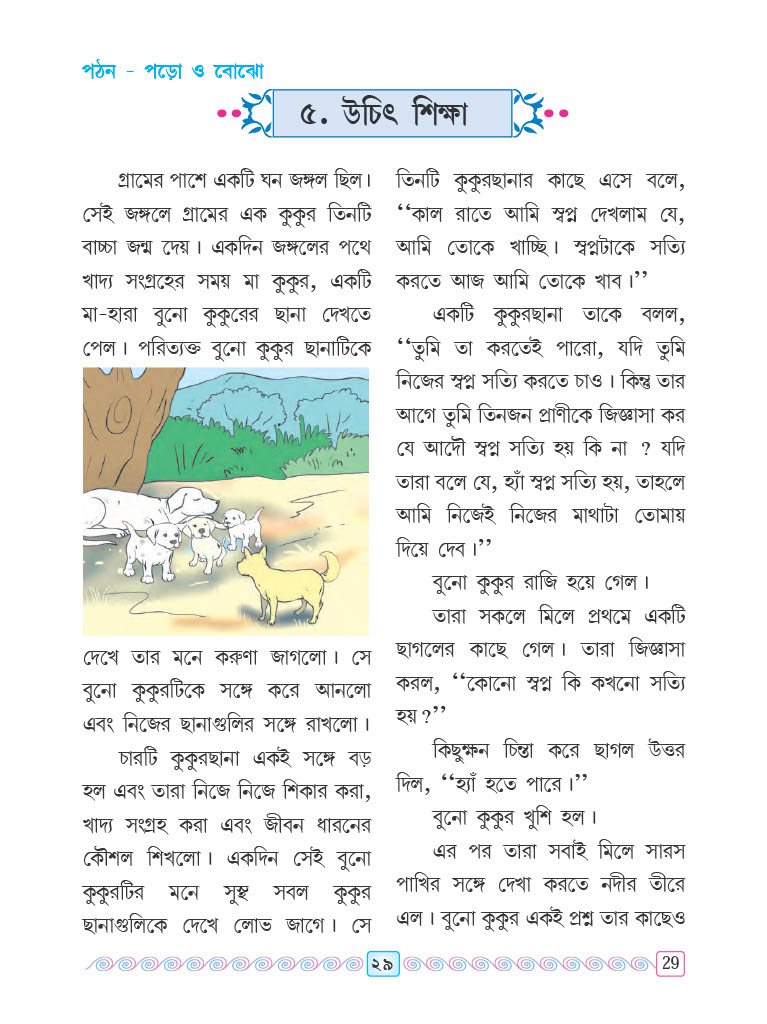 পঠন - পড়ো ও বোঝো
৫. উচিৎ শিক্ষা
গ্রামের পাশে একটি ঘন জঙ্গল ছিল।
সেই জঙ্গলে গ্রামের এক কুকুর তিনটি
বাচ্চা জন্ম দেয়। একদিন জঙ্গলের পথে
খাদ্য সংগ্রহের সময় মা কুকুর, একটি
মা-হারা বুনো কুকুরের ছানা দেখতে
পেল। পরিত্যক্ত বুনো কুকুর ছানাটিকে
দেখে তার মনে করুণা জাগলো। সে
বুনো কুকুরটিকে সঙ্গে করে আনলো
এবং নিজের ছানাগুলির সঙ্গে রাখলো।
চারটি কুকুরছানা একই সঙ্গে বড়
হল এবং তারা নিজে নিজে শিকার করা,
খাদ্য সংগ্রহ করা এবং জীবন ধারনের
কৌশল শিখলো। একদিন সেই বুনো
কুকুরটির মনে সুস্থ সবল কুকুর
ছানাগুলিকে দেখে লোভ জাগে। সে
তিনটি কুকুরছানার কাছে এসে বলে,
‘‘কাল রাতে আমি স্বপ্ন দেখলাম যে,
আমি তোকে খাচ্ছি। স্বপ্নটাকে সত্যি
করতে আজ আমি তোকে খাব।’’
একটি কুকুরছানা তাকে বলল,
‘‘তুমি তা করতেই পারো, যদি তুমি
নিজের স্বপ্ন সত্যি করতে চাও। কিন্তু তার
আগে তুমি তিনজন প্রাণীকে জিজ্ঞাসা কর
যে আদৌ স্বপ্ন সত্যি হয় কি না ? যদি
তারা বলে যে, হ্যাঁ স্বপ্ন সত্যি হয়, তাহলে
আমি নিজেই নিজের মাথাটা তোমায়
দিয়ে দেব।’’
বুনো কুকুর রাজি হয়ে গেল।
তারা সকলে মিলে প্রথমে একটি
ছাগলের কাছে গেল। তারা জিজ্ঞাসা
করল, ‘‘কোনো স্বপ্ন কি কখনো সত্যি
হয়?’’
কিছুক্ষন চিন্তা করে ছাগল উত্তর
দিল, ‘‘হ্যাঁ হতে পারে।’’
বুনো কুকুর খুশি হল।
এর পর তারা সবাই মিলে সারস
পাখির সঙ্গে দেখা করতে নদীর তীরে
এল। বুনো কুকুর একই প্রশ্ন তার কাছেও
২৯
29